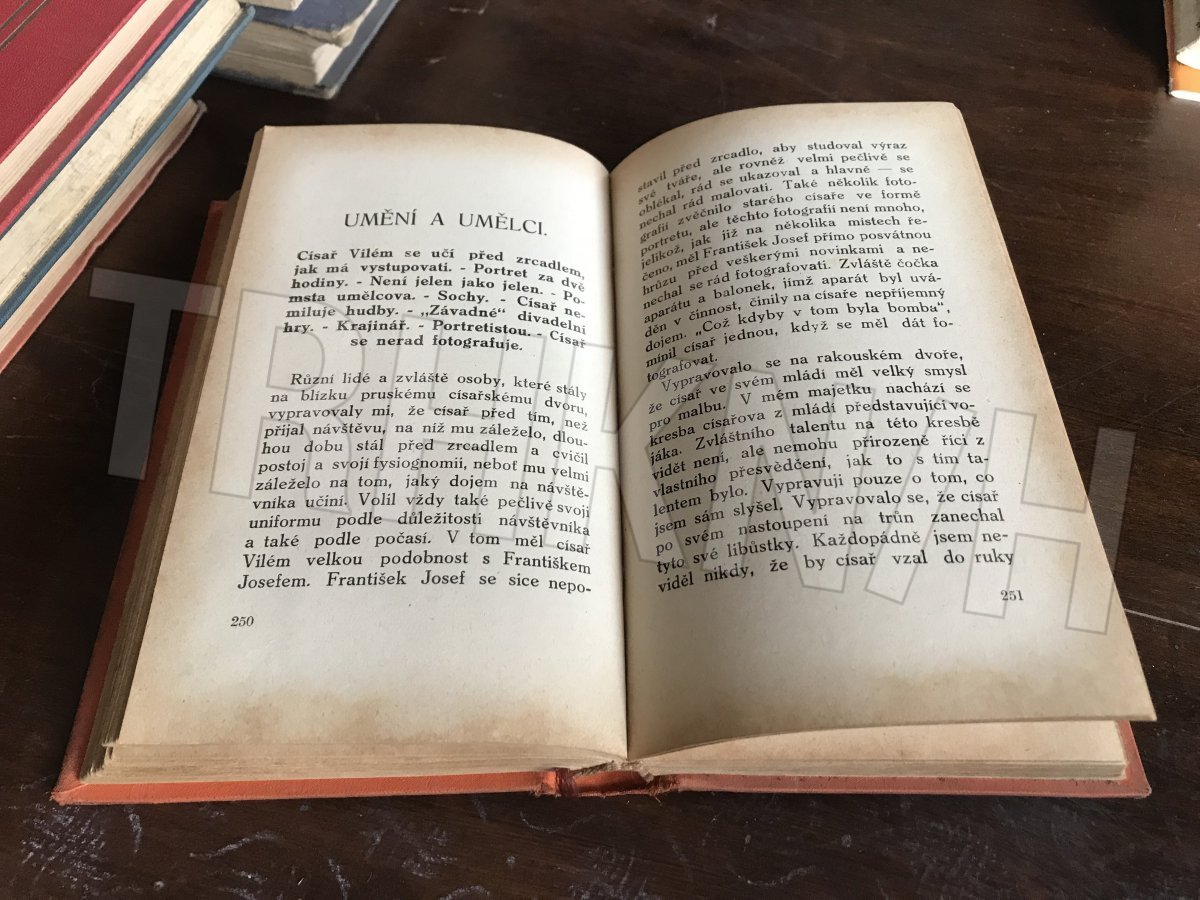 UMĚNÍ A UMĚLCI.
Císař Vilém se učí před zrcadlem,
jak má vystupovati. - Portret za dvě
hodiny. - Není jelen jako jelen. - Po-
msta umělcova. - Sochy. - Císař ne-
miluje hudby. - „Závadné“ divadelní
hry. - Krajinář. - Portretistou. - Císař
se nerad fotografuje.
Různí lidé a zvláště osoby, které stály
na blízku pruskému císařskému dvoru,
vypravovaly mi, že císař před tím, než
přijal návštěvu, na níž mu záleželo, dlou-
hou dobu stál před zrcadlem a cvičil
postoj a svoji fysiognomii, neboť mu velmi
záleželo na tom, jaký dojem na návště-
vníka učiní. Volil vždy také pečlivě svoji
uniformu podle důležitosti návštěvníka
a také podle počasí. V tom měl císař
Vilém velkou podobnost s Františkem
Josefem. František Josef se sice nepo-
250
stavil před zrcadlo, aby studoval výraz
své tváře, ale rovněž velmi pečlivě se
oblékal, rád se ukazoval a hlavně — se
nechal rád malovati. Také několik foto-
grafií zvěčnilo starého císaře ve formě
portretu, ale těchto fotografií není mnoho,
jelikož, jak již na několika místech ře-
čeno, měl František Josef přímo posvátnou
hrůzu před veškerými novinkami a ne-
nechal se rád fotografovati. Zvláště čočka
aparátu a balonek, jímž aparát byl uvá-
děn v činnost, činily na císaře nepříjemný
dojem. „Což kdyby v tom byla bomba“,
mínil císař jednou, když se měl dát fo-
tografovat.
Vypravovalo se na rakouském dvoře,
že císař ve svém mládí měl velký smysl
pro malbu. V mém majetku nachází se
kresba císařova z mládí představující vo-
jáka. Zvláštního talentu na této kresbě
vidět není, ale nemohu přirozeně říci z
vlastního přesvědčení, jak to s tím ta-
lentem bylo. Vypravuji pouze o tom, co
jsem sám slyšel. Vypravovalo se, že císař
po svém nastoupení na trůn zanechal
tyto své libůstky. Každopádně jsem ne-
viděl nikdy, že by císař vzal do ruky
251